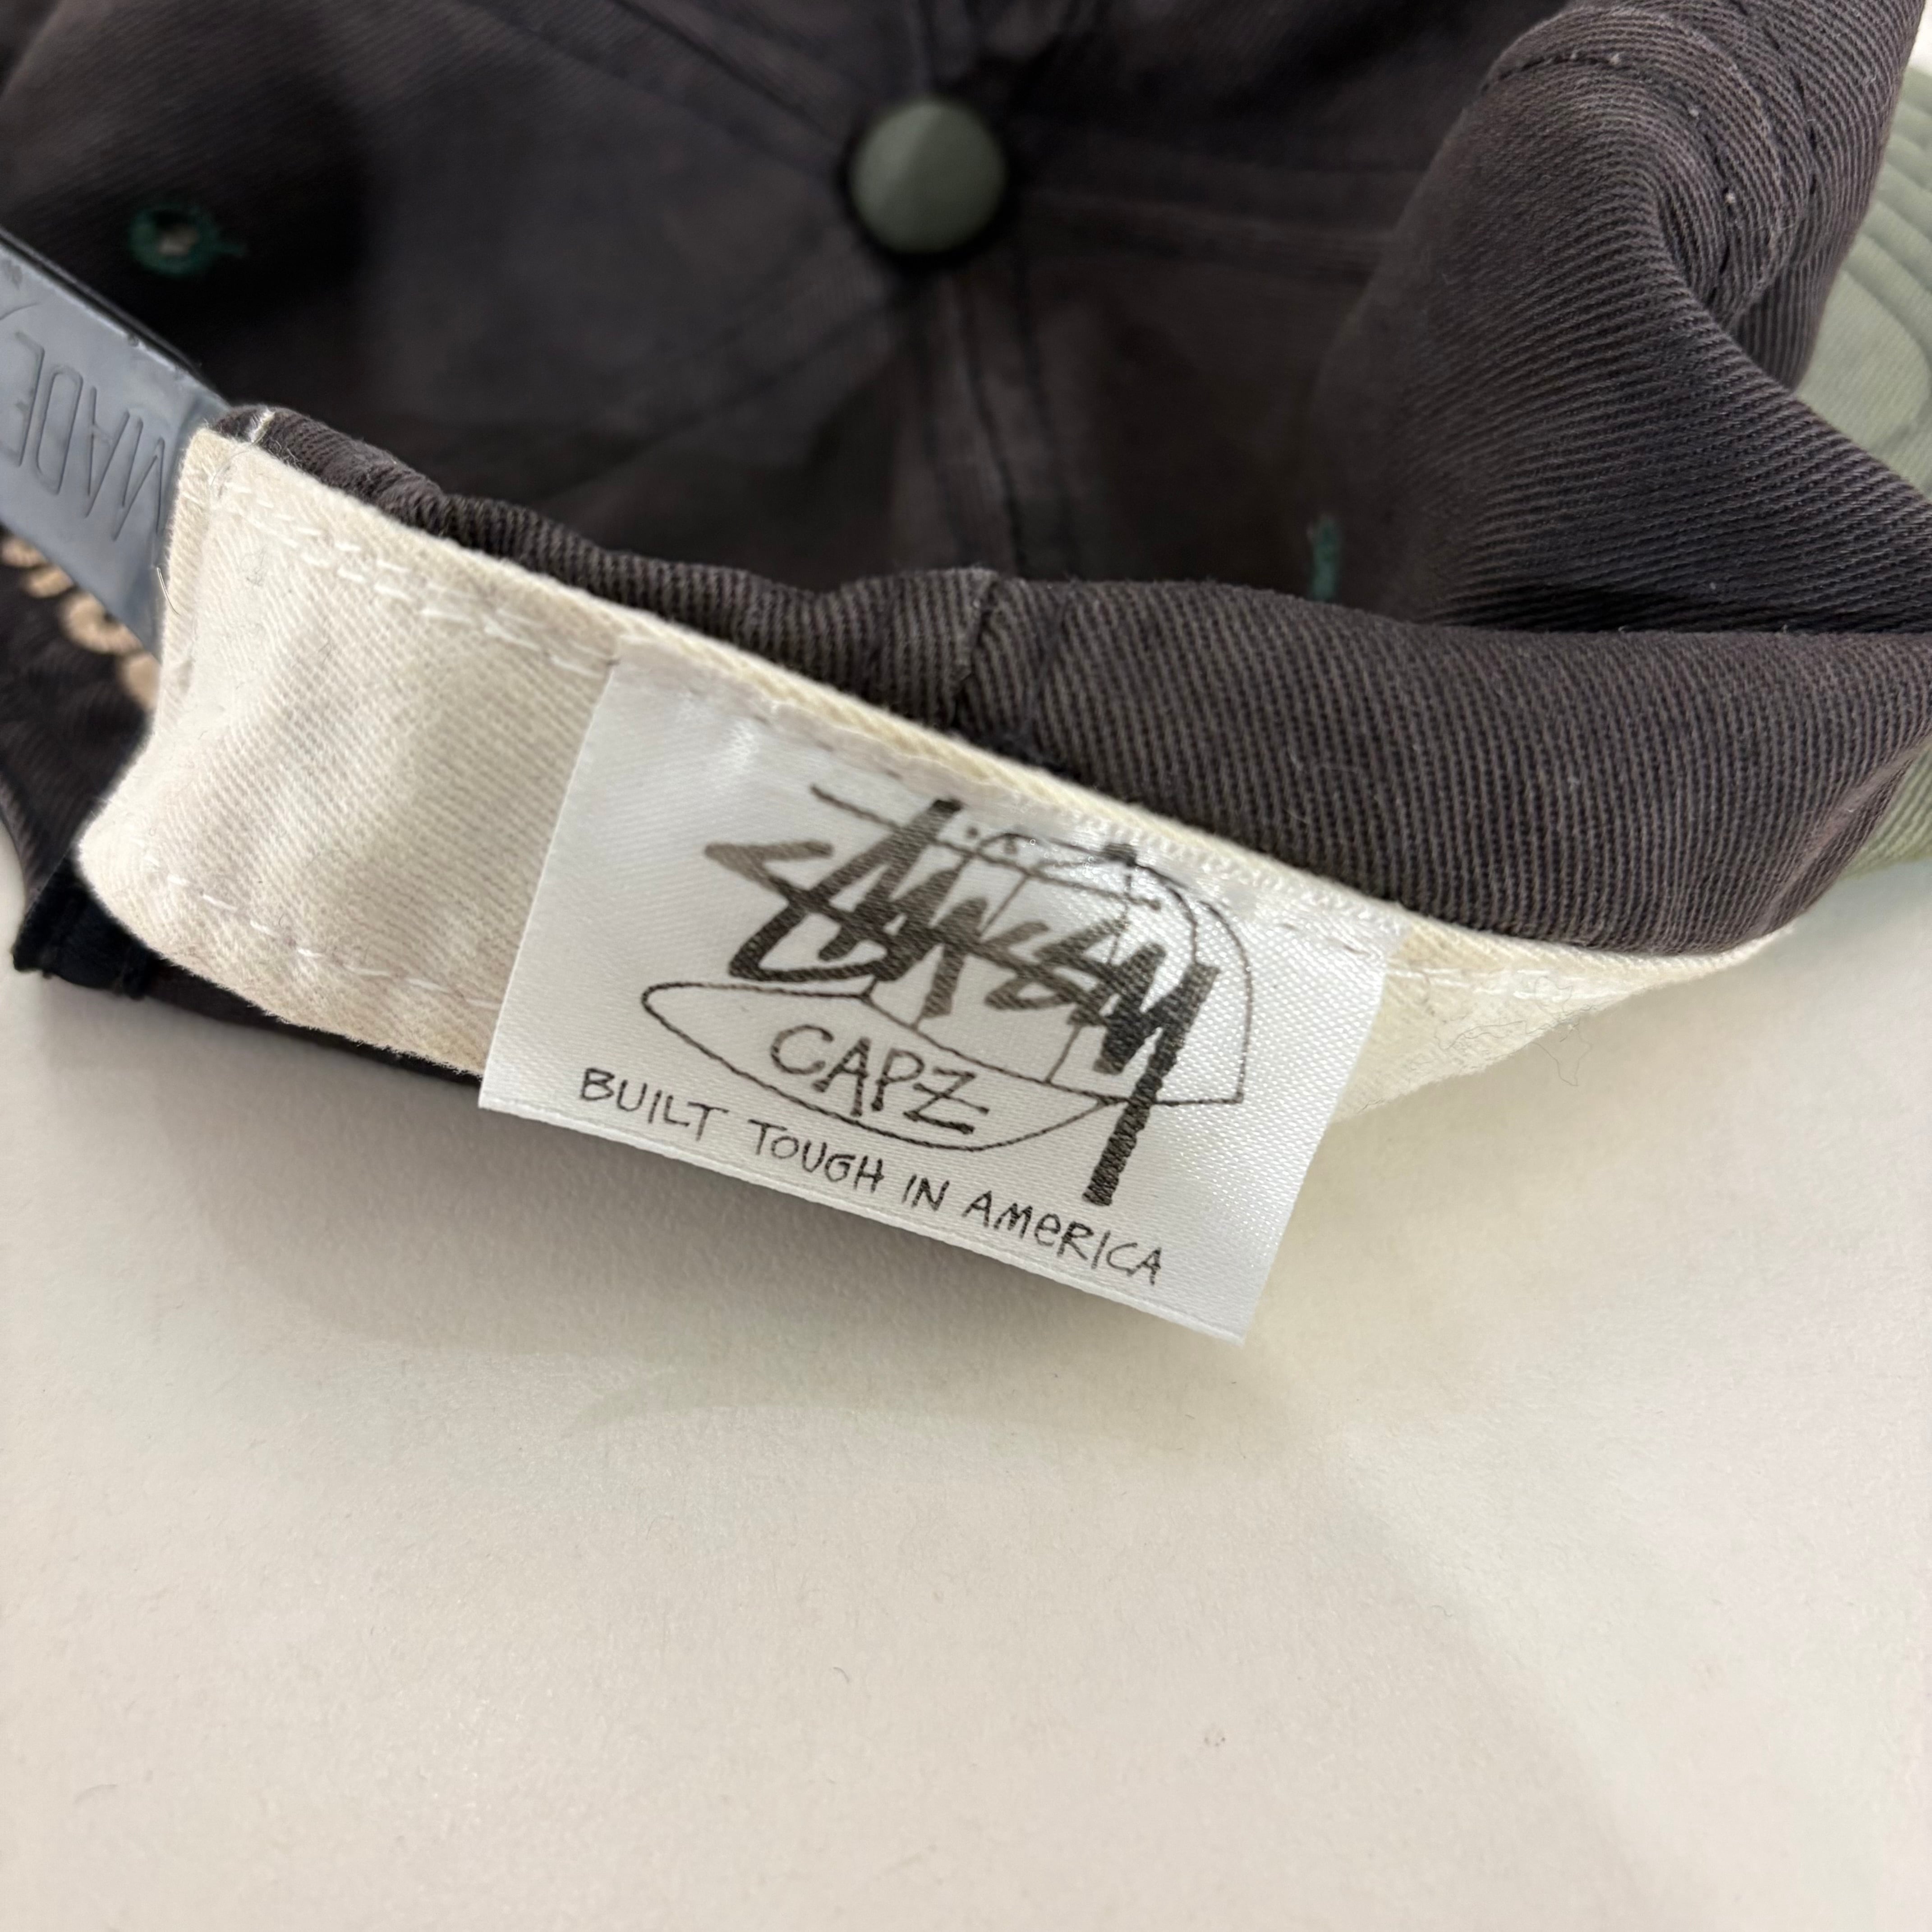 MADE
Stüssy
CAPZ
BUILT TOUGH IN AMERICA